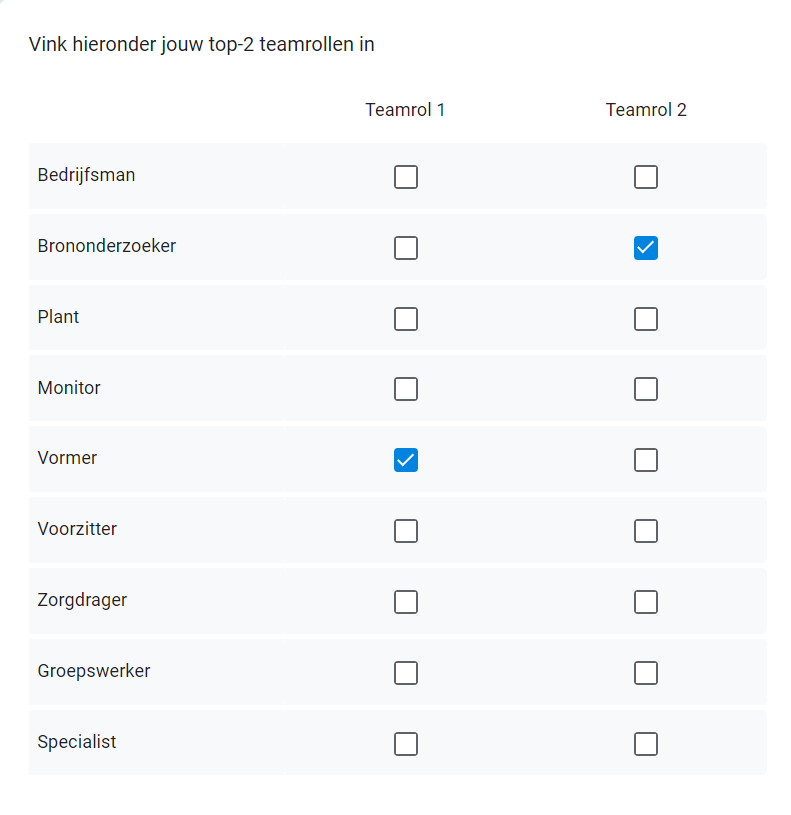 Vink hieronder jouw top-2 teamrollen in
Teamrol 1 Teamrol 2
Bedrijfsman
Brononderzoeker
Plant
Monitor
Vormer
Voorzitter
Zorgdrager
Groepswerker
Specialist